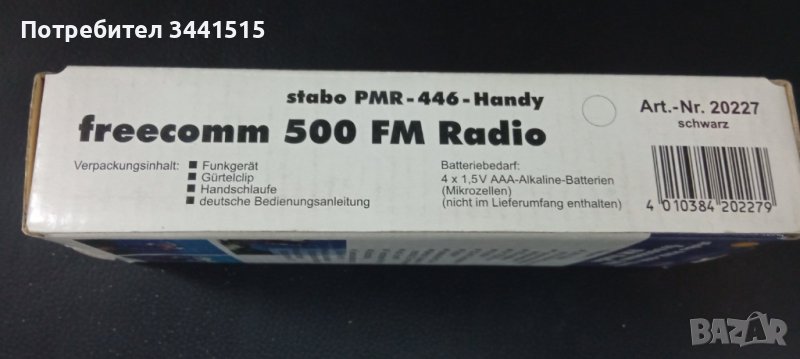 Потребител 3441515
stabo PMR-446-Handy
freecomm 500 FM Radio
Art.-Nr. 20227
schwarz
Verpackungsinhalt:
■ Funkgerät
■ Gürtelclip
■ Handschlaufe
■ deutsche Bedienungsanleitung
Batteriebedarf:
4 x 1,5V AAA-Alkaline-Batterien
(Mikrozellen)
(nicht im Lieferumfang enthalten)
4 010384 202279
BAZAR